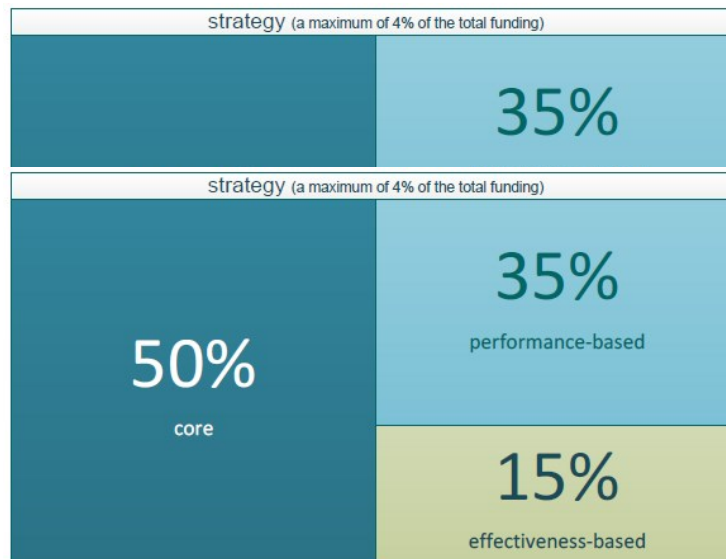 strategy (a maximum of 4% of the total funding)
35%
strategy (a maximum of 4% of the total funding)
35%
performance-based
50%
core
15%
effectiveness-based